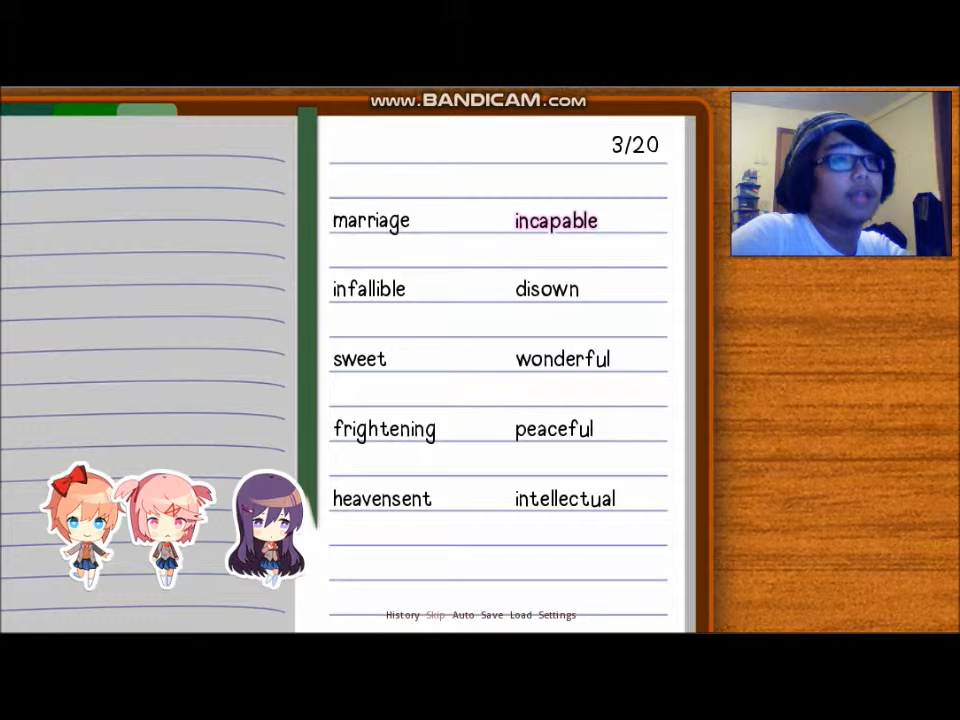 www.BANDICAM.com
3/20
marriage incapable
infallible disown
sweet wonderful
frightening peaceful
heavensent intellectual
History Skip Auto Save Load Settings